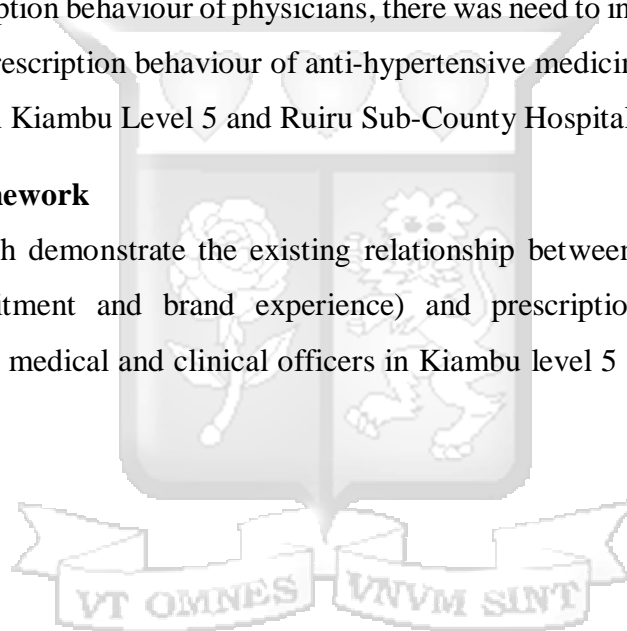 ption behaviour of physicians, there was need to in
rescription behaviour of anti-hypertensive medicin
Kiambu Level 5 and Ruiru Sub-County Hospital
nework
h demonstrate the existing relationship between
itment and brand experience) and prescriptio
medical and clinical officers in Kiambu level 5
VT OMNES VNVM SINT